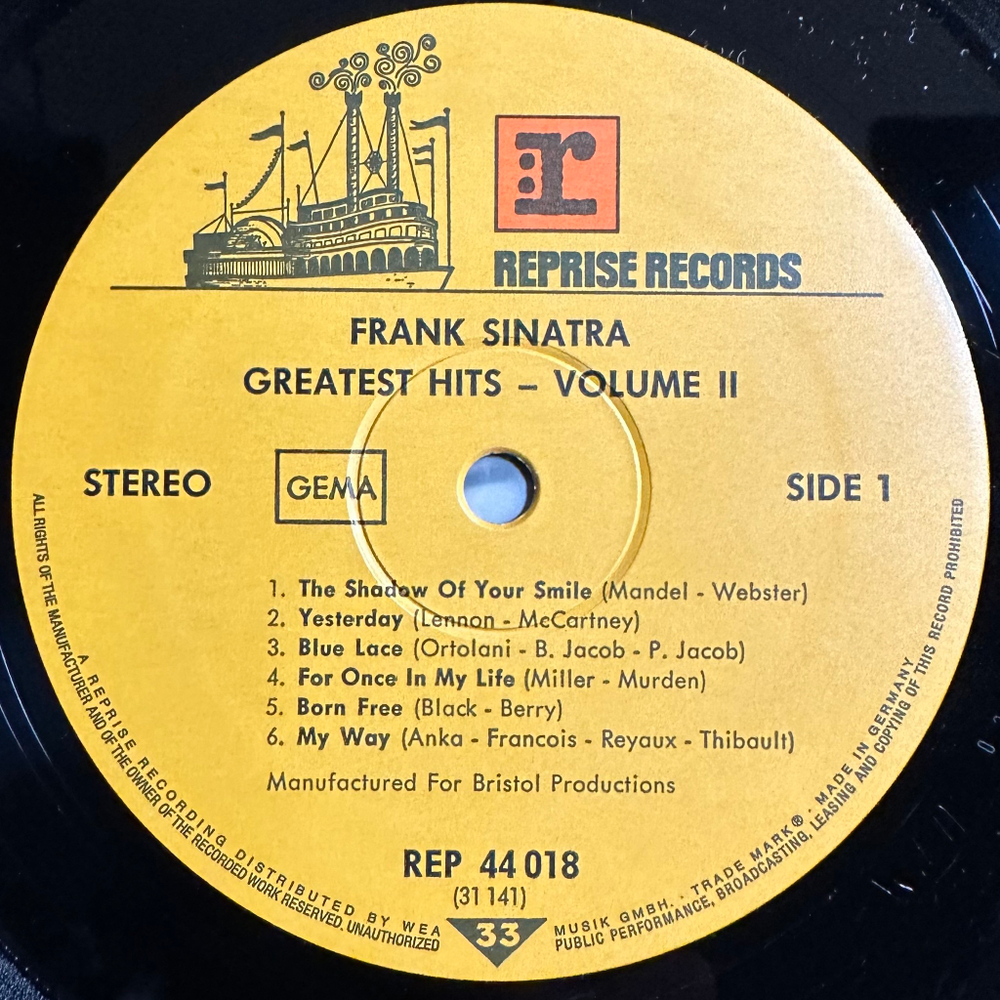 r
REPRISE RECORDS
FRANK SINATRA
GREATEST HITS – VOLUME II
STEREO
GEMA
SIDE 1
1. The Shadow Of Your Smile (Mandel - Webster)
2. Yesterday (Lennon - McCartney)
3. Blue Lace (Ortolani - B. Jacob - P. Jacob)
4. For Once In My Life (Miller - Murden)
5. Born Free (Black - Berry)
6. My Way (Anka - Francois - Reyaux - Thibault)
Manufactured For Bristol Productions
REP 44 018
(31 141)
33
A REPRISE RECORDING DISTRIBUTED BY WEA MUSIK GMBH. · TRADE MARK® · MADE IN GERMANY
ALL RIGHTS OF THE MANUFACTURER AND OF THE OWNER OF THE RECORDED WORK RESERVED. UNAUTHORIZED PUBLIC PERFORMANCE, BROADCASTING, LEASING AND COPYING OF THIS RECORD PROHIBITED